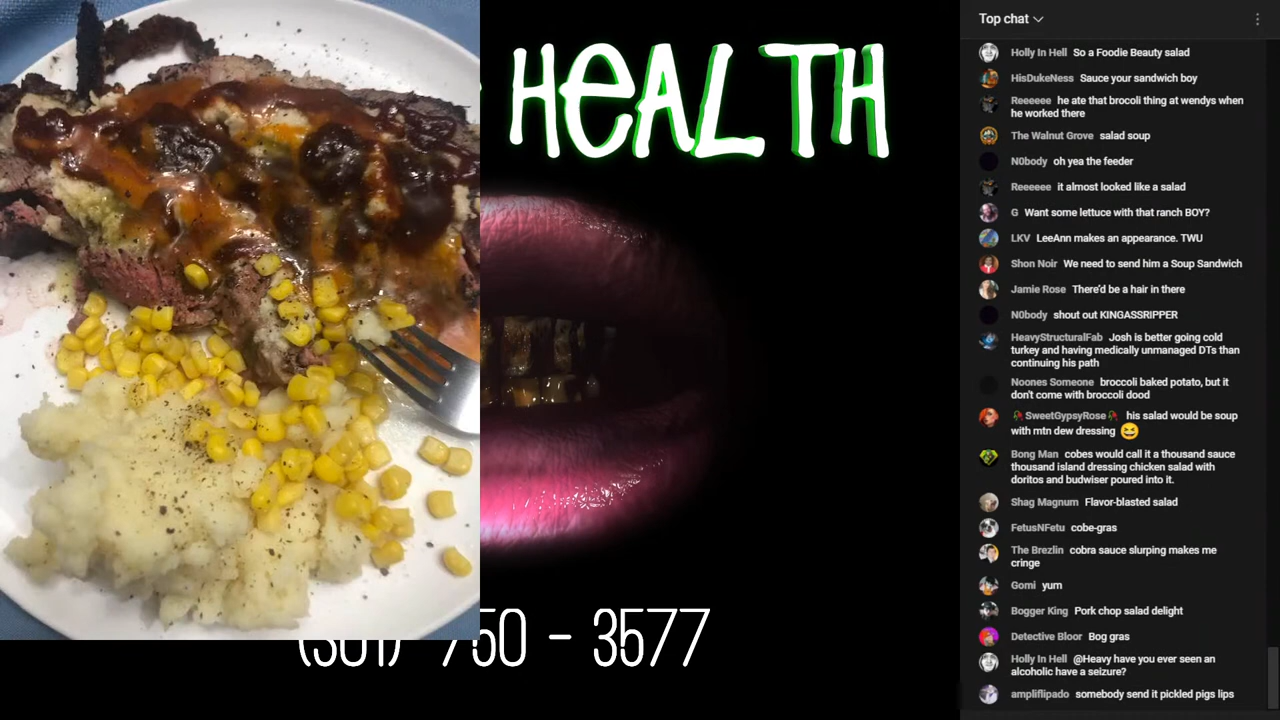 HEALTH
750 - 3577
Top chat
Holly In Hell So a Foodie Beauty salad
HisDukeNess Sauce your sandwich boy
Reeeeee he ate that brocoli thing at wendys when
he worked there
The Walnut Grove salad soup
N0body oh yea the feeder
Reeeeee it almost looked like a salad
G Want some lettuce with that ranch BOY?
LKV LeeAnn makes an appearance. TWU
Shon Noir We need to send him a Soup Sandwich
Jamie Rose There'd be a hair in there
N0body shout out KINGASSRIPPER
HeavyStructuralFab Josh is better going cold
turkey and having medically unmanaged DTs than
continuing his path
Noones Someone broccoli baked potato, but it
don't come with broccoli dood
🥀SweetGypsyRose🥀 his salad would be soup
with mtn dew dressing 😆
Bong Man cobes would call it a thousand sauce
thousand island dressing chicken salad with
doritos and budwiser poured into it.
Shag Magnum Flavor-blasted salad
FetusNFetu cobe-gras
The Brezlin cobra sauce slurping makes me
cringe
Gomi yum
Bogger King Pork chop salad delight
Detective Bloor Bog gras
Holly In Hell @Heavy have you ever seen an
alcoholic have a seizure?
ampliflipado somebody send it pickled pigs lips